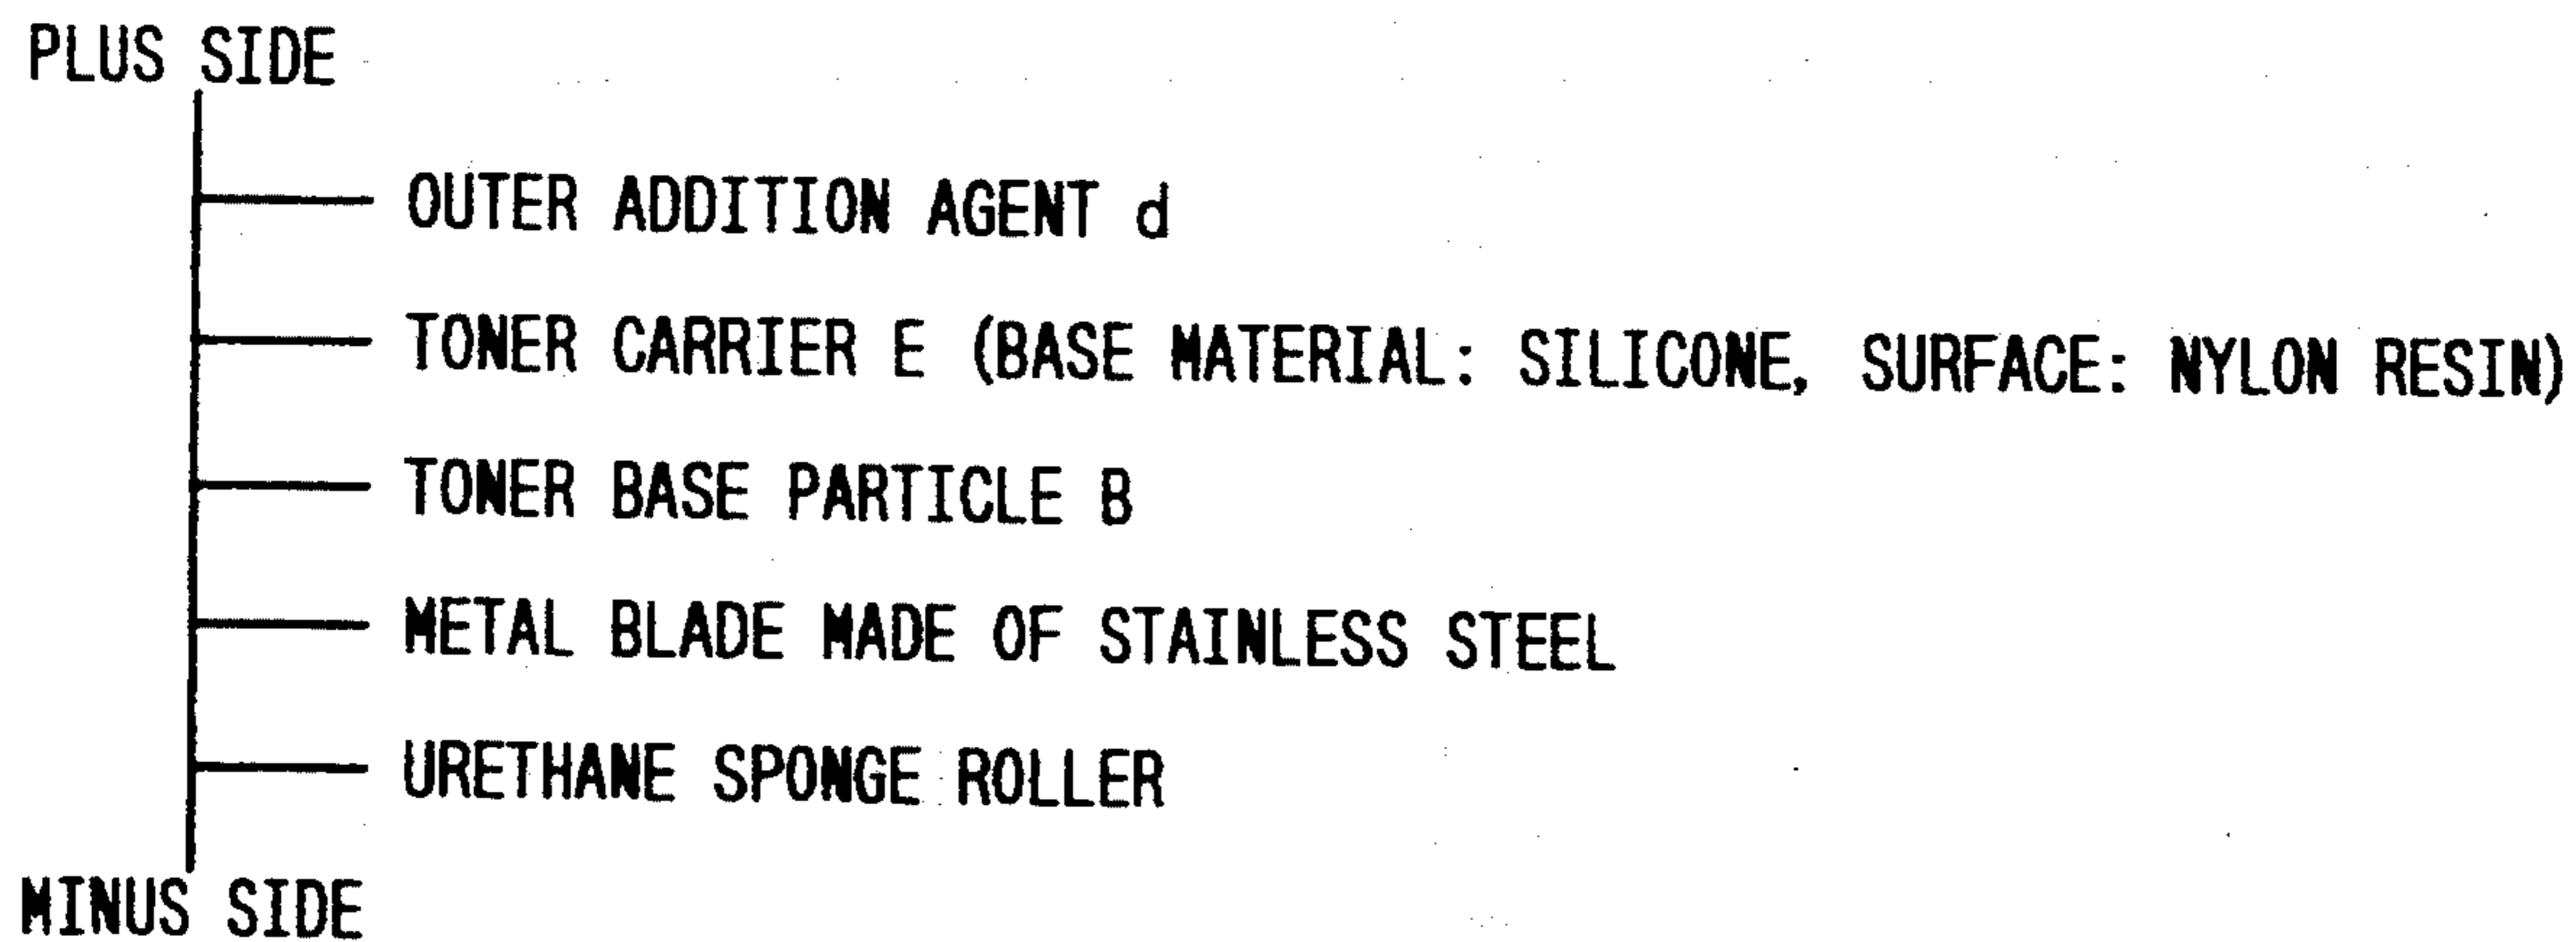 PLUS SIDE
OUTER ADDITION AGENT d
TONER CARRIER E (BASE MATERIAL: SILICONE, SURFACE: NYLON RESIN)
TONER BASE PARTICLE B
METAL BLADE MADE OF STAINLESS STEEL
URETHANE SPONGE ROLLER
MINUS SIDE